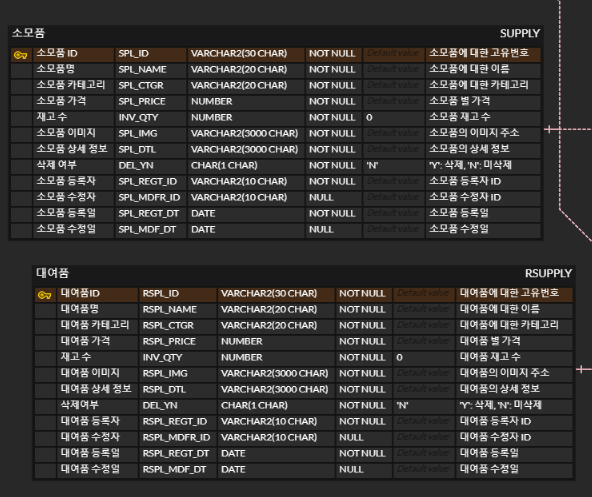 소모품 SUPPLY
소모품 ID SPL_ID VARCHAR2(30 CHAR) NOT NULL Default value 소모품에 대한 고유번호
소모품명 SPL_NAME VARCHAR2(20 CHAR) NOT NULL Default value 소모품에 대한 이름
소모품 카테고리 SPL_CTGR VARCHAR2(20 CHAR) NOT NULL Default value 소모품에 대한 카테고리
소모품 가격 SPL_PRICE NUMBER NOT NULL Default value 소모품 별 가격
재고 수 INV_QTY NUMBER NOT NULL 0 소모품 재고 수
소모품 이미지 SPL_IMG VARCHAR2(3000 CHAR) NOT NULL Default value 소모품의 이미지 주소
소모품 상세 정보 SPL_DTL VARCHAR2(3000 CHAR) NOT NULL Default value 소모품의 상세 정보
삭제 여부 DEL_YN CHAR(1 CHAR) NOT NULL 'N' "Y': 삭제, 'N': 미삭제
소모품 등록자 SPL_REGT_ID VARCHAR2(10 CHAR) NOT NULL Default value 소모품 등록자 ID
소모품 수정자 SPL_MDFR_ID VARCHAR2(10 CHAR) NULL Default value 소모품 수정자 ID
소모품 등록일 SPL_REGT_DT DATE NOT NULL Default value 소모품 등록일
소모품 수정일 SPL_MDF_DT DATE NULL Default value 소모품 수정일
대여품 RSUPPLY
대여품ID RSPL_ID VARCHAR2(30 CHAR) NOT NULL Default value 대여품에 대한 고유번호
대여품명 RSPL_NAME VARCHAR2(20 CHAR) NOT NULL Default value 대여품에 대한 이름
대여품 카테고리 RSPL_CTGR VARCHAR2(20 CHAR) NOT NULL Default value 대여품에 대한 카테고리
대여품 가격 RSPL_PRICE NUMBER NOT NULL Default value 대여품 별 가격
재고 수 INV_QTY NUMBER NOT NULL 0 대여품 재고 수
대여품 이미지 RSPL_IMG VARCHAR2(3000 CHAR) NOT NULL Default value 대여품의 이미지 주소
대여품 상세 정보 RSPL_DTL VARCHAR2(3000 CHAR) NOT NULL Default value 대여품의 상세 정보
삭제여부 DEL_YN CHAR(1 CHAR) NOT NULL 'N' "Y': 삭제, 'N': 미삭제
대여품 등록자 RSPL_REGT_ID VARCHAR2(10 CHAR) NOT NULL Default value 대여품 등록자 ID
대여품 수정자 RSPL_MDFR_ID VARCHAR2(10 CHAR) NULL Default value 대여품 수정자 ID
대여품 등록일 RSPL_REGT_DT DATE NOT NULL Default value 대여품 등록일
대여품 수정일 RSPL_MDF_DT DATE NULL Default value 대여품 수정일